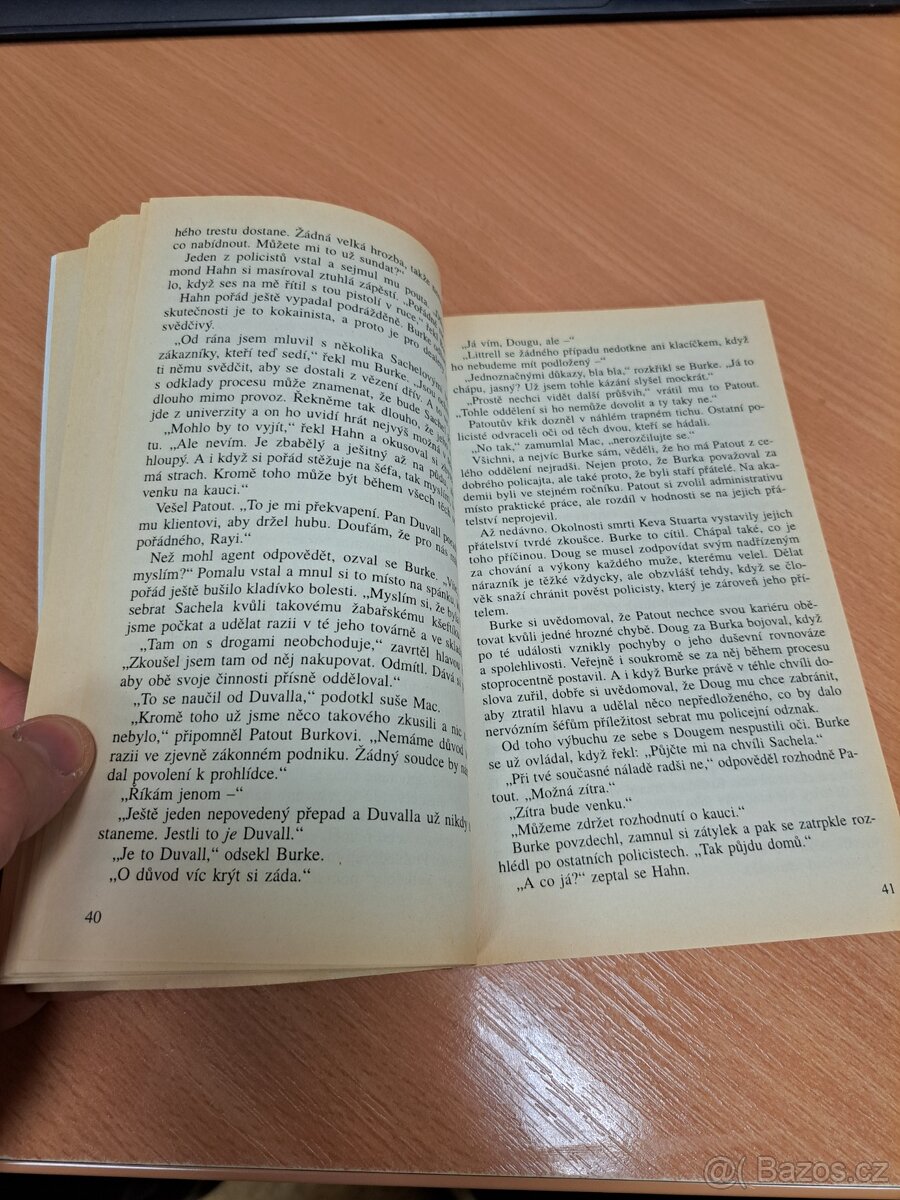 hého trestu dostane. Žádná velká hrozba, takže
co nabídnout. Můžete mi to už sundat?“
Jeden z policistů vstal a sejmul mu pouta.
mond Hahn si masíroval ztuhlá zápěstí. „Pořádně
lo, když ses na mě řítil s tou pistolí v ruce,“ řekl
Hahn pořád ještě vypadal podrážděně. Burke
skutečnosti je to kokainista, a proto je pro
svědčivý.
„Od rána jsem mluvil s několika Sachelovými
zákazníky, kteří teď sedí,“ řekl mu Burke. „Jsou
ti němu svědčit, aby se dostali z vězení dřív. A
s odklady procesu může znamenat, že bude Sachel
dlouho mimo provoz. Řekněme tak dlouho, že
jde z univerzity a on ho uvidí hrát nejvýš možná
„Mohlo by to vyjít,“ řekl Hahn a okusoval si
tu. „Ale nevím. Je zbabělý a ješitný až na půdu, a
hloupý. A i když si pořád stěžuje na šéfa, tak myslím,
má strach. Kromě toho může být během všech těch
venku na kauci.“
Vešel Patout. „To je mi překvapení. Pan Duvall
mu klientovi, aby držel hubu. Doufám, že pro nás
pořádného, Rayi.“
Než mohl agent odpovědět, ozval se Burke.
myslím?“ Pomalu vstal a mnul si to místo na spánku,
pořád ještě bušilo kladívko bolesti. „Myslím si, že
sebrat Sachela kvůli takovému žabařskému kšeftíku.
jsme počkat a udělat razii v té jeho továrně a ve
„Tam on s drogami neobchoduje,“ zavrtěl hlavou
„Zkoušel jsem tam od něj nakupovat. Odmítl. Dává si
aby obě svoje činnosti přísně odděloval.“
„To se naučil od Duvalla,“ podotkl suše Mac.
„Kromě toho už jsme něco takového zkusili a nic
nebylo,“ připomněl Patout Burkovi. „Nemáme důvod
razii ve zjevně zákonném podniku. Žádný soudce by
dal povolení k prohlídce.“
„Říkám jenom –“
„Ještě jeden nepovedený přepad a Duvalla už nikdy
staneme. Jestli to je Duvall.“
„Je to Duvall,“ odsekl Burke.
„O důvod víc krýt si záda.“
40
„Já vím, Dougu, ale –“
„Littrell se žádného případu nedotkne ani klacíčkem, když
ho nebudeme mít podložený –“
„Jednoznačnými důkazy, bla bla,“ rozkřikl se Burke. „Já to
chápu, jasný? Už jsem tohle kázání slyšel mockrát.“
„Prostě nechci vidět další průšvih,“ vrátil mu to Patout.
„Tohle oddělení si ho nemůže dovolit a ty taky ne.“
Patoutův křik dozněl v náhlém trapném tichu. Ostatní po-
licisté odvraceli oči od těch dvou, kteří se hádali.
„No tak,“ zamumlal Mac, „nerozčilujte se.“
Všichni, a nejvíc Burke sám, věděli, že ho má Patout z ce-
lého oddělení nejradši. Nejen proto, že Burka považoval za
dobrého policajta, ale také proto, že byli staří přátelé. Na aka-
demii byli ve stejném ročníku. Patout si zvolil administrativu
místo praktické práce, ale rozdíl v hodnosti se na jejich přá-
telství neprojevil.
Až nedávno. Okolnosti smrti Keva Stuarta vystavily jejich
přátelství tvrdé zkoušce. Burke to cítil. Chápal také, co je
toho příčinou. Doug se musel zodpovídat svým nadřízeným
za chování a výkony každého muže, kterému velel. Dělat
nárazník je těžké vždycky, ale obzvlášť tehdy, když se člo-
věk snaží chránit pověst policisty, který je zároveň jeho pří-
telem.
Burke si uvědomoval, že Patout nechce svou kariéru obě-
tovat kvůli jedné hrozné chybě. Doug za Burka bojoval, když
po té události vznikly pochyby o jeho duševní rovnováze
a spolehlivosti. Veřejně i soukromě se za něj během procesu
stoprocentně postavil. A i když Burke právě v téhle chvíli do-
slova zuřil, dobře si uvědomoval, že Doug mu chce zabránit,
aby ztratil hlavu a udělal něco nepředloženého, co by dalo
nervózním šéfům příležitost sebrat mu policejní odznak.
Od toho výbuchu ze sebe s Dougem nespustili oči. Burke
se už ovládal, když řekl: „Půjčte mi na chvíli Sachela.“
„Při tvé současné náladě radši ne,“ odpověděl rozhodně Pa-
tout. „Možná zítra.“
„Zítra bude venku.“
„Můžeme zdržet rozhodnutí o kauci.“
Burke povzdechl, zamnul si zátylek a pak se zatrpkle roz-
hlédl po ostatních policistech. „Tak půjdu domů.“
„A co já?“ zeptal se Hahn.
41
@( Bazos.cz